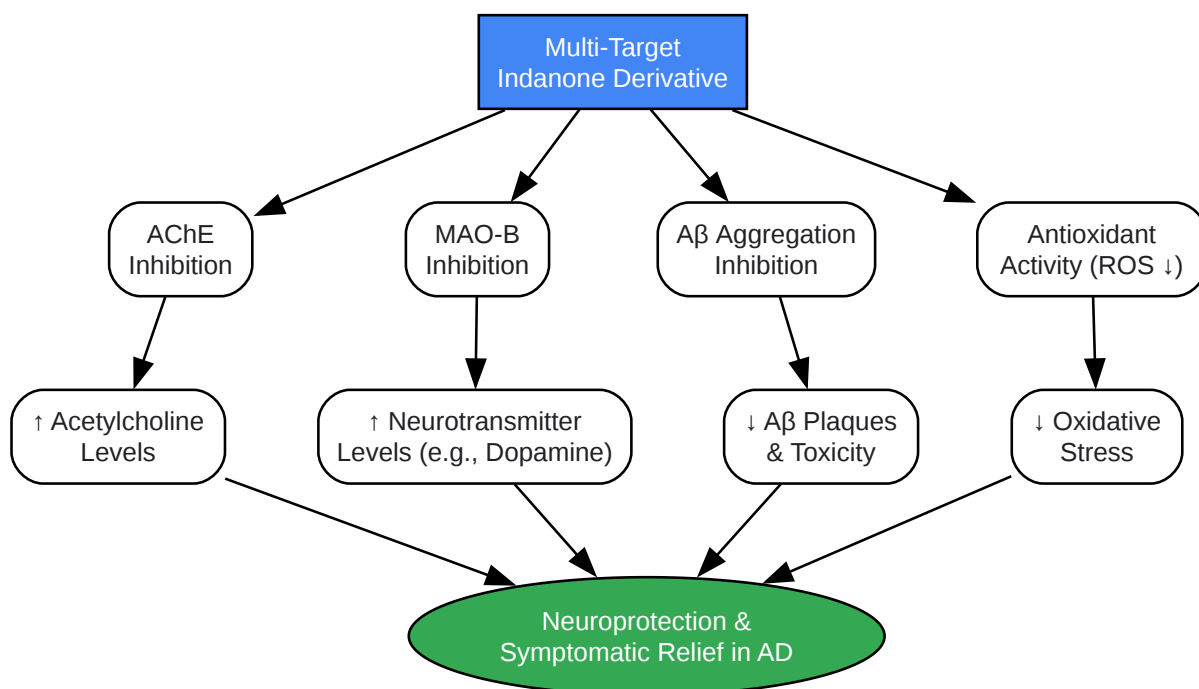 Multi-Target
Indanone Derivative
AChE
Inhibition
MAO-B
Inhibition
Aβ Aggregation
Inhibition
Antioxidant
Activity (ROS ↓)
↑ Acetylcholine
Levels
↑ Neurotransmitter
Levels (e.g., Dopamine)
↓ Aβ Plaques
& Toxicity
↓ Oxidative
Stress
Neuroprotection &
Symptomatic Relief in AD